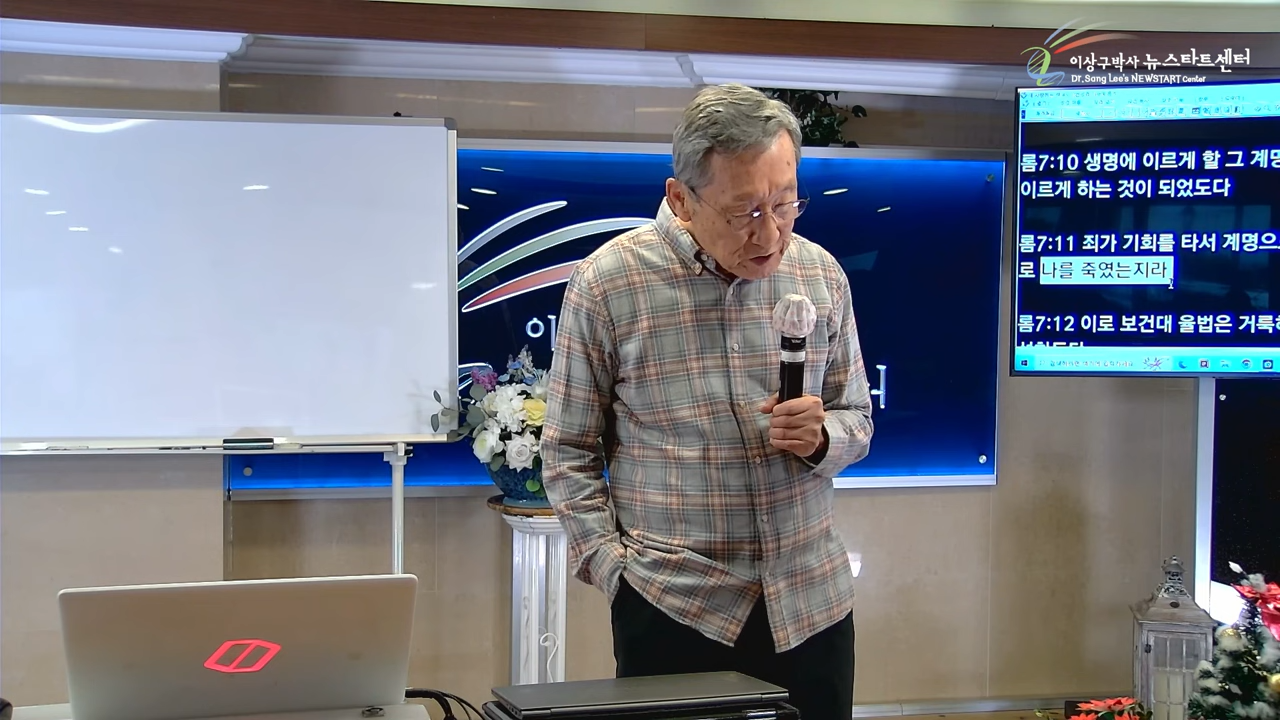 이상구박사 뉴스타트센터
Dr. Sang Lee's NEWSTART Center
롬7:10 생명에 이르게 할 그 계명
이르게 하는 것이 되었도다
롬7:11 죄가 기회를 타서 계명으
로 나를 죽였는지라
롬7:12 이로 보건대 율법은 거룩하